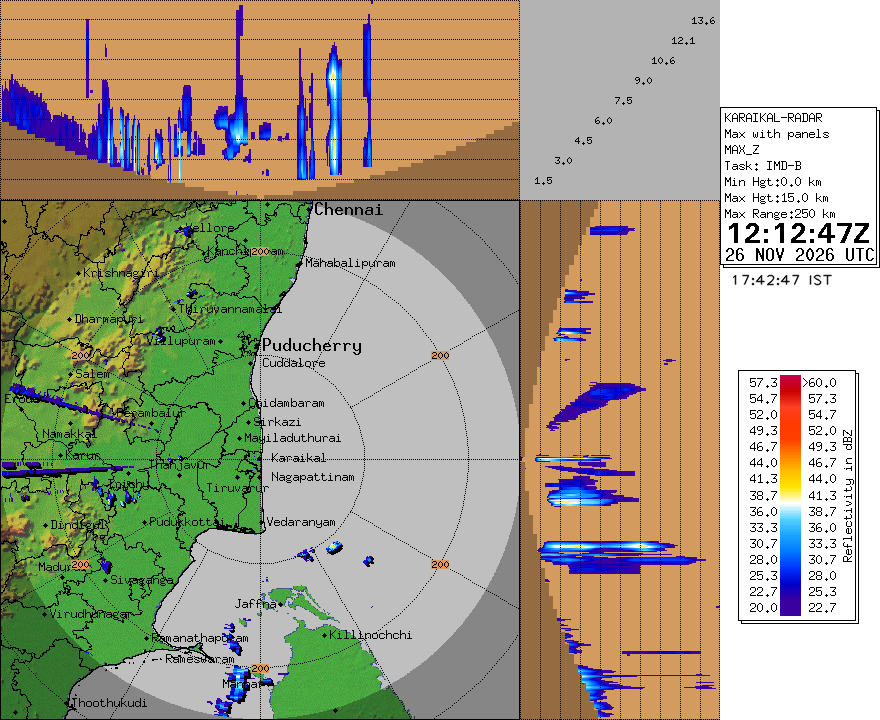 13.6
12.1
10.6
9.0
7.5
6.0
4.5
3.0
1.5
KARAIKAL-RADAR
Max with panels
MAX_Z
Task: IMD-B
Min Hgt:0.0 km
Max Hgt:15.0 km
Max Range:250 km
12:12:47Z
26 NOV 2026 UTC
17:42:47 IST
Chennai
Vellore
200
Mahabalipuram
Krishnagiri
Thiruvannamalai
Dharmapuri
Villupuram
Puducherry
200
200
Cuddalore
Salem
Chidambaram
Perambalur
Sirkazi
Namakkal
Mayiladuthurai
Karur
Thanjavur
Karaikal
Nagapattinam
Tiruvarur
Pudukkottai
Vedaranyam
Dindigul
200
200
Sivaganga
Jaffna
Virudhunagar
Killinochchi
Ramanathapuram
Rameswaram
200
Mannar
Thoothukudi
57.3 >60.0
54.7 57.3
52.0 54.7
49.3 52.0
46.7 49.3
44.0 46.7
41.3 44.0
38.7 41.3
36.0 38.7
33.3 36.0
30.7 33.3
28.0 30.7
25.3 28.0
22.7 25.3
20.0 22.7
Reflectivity in dBZ